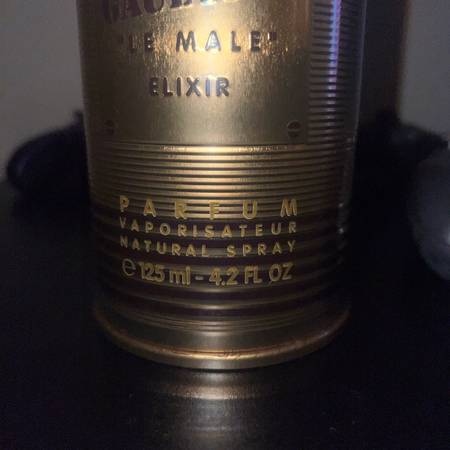 "LE MALE"
ELIXIR
PARFUM
VAPORISATEUR
NATURAL SPRAY
℮ 125 ml - 4.2 FL OZ